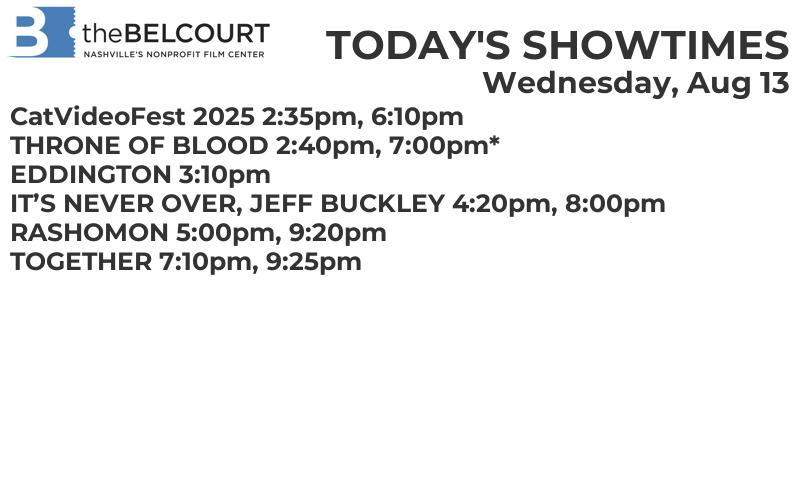 B theBELCOURT
NASHVILLE'S NONPROFIT FILM CENTER
TODAY'S SHOWTIMES
Wednesday, Aug 13
CatVideoFest 2025 2:35pm, 6:10pm
THRONE OF BLOOD 2:40pm, 7:00pm*
EDDINGTON 3:10pm
IT’S NEVER OVER, JEFF BUCKLEY 4:20pm, 8:00pm
RASHOMON 5:00pm, 9:20pm
TOGETHER 7:10pm, 9:25pm